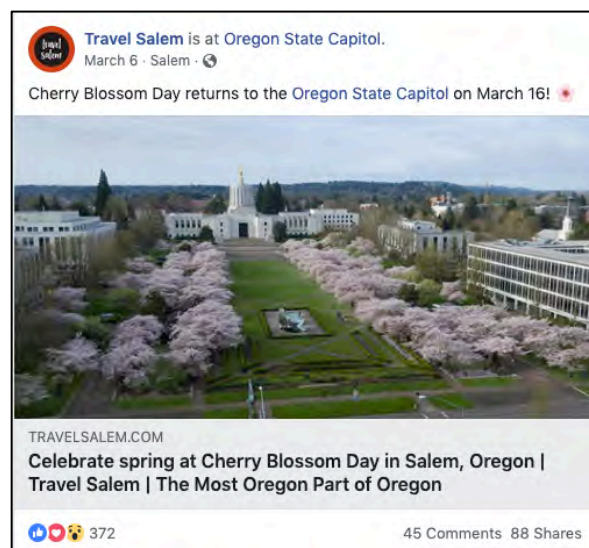 travel
salem
Travel Salem is at Oregon State Capitol.
March 6 · Salem ·
Cherry Blossom Day returns to the Oregon State Capitol on March 16! 🌸
TRAVELSALEM.COM
Celebrate spring at Cherry Blossom Day in Salem, Oregon |
Travel Salem | The Most Oregon Part of Oregon
372
45 Comments 88 Shares